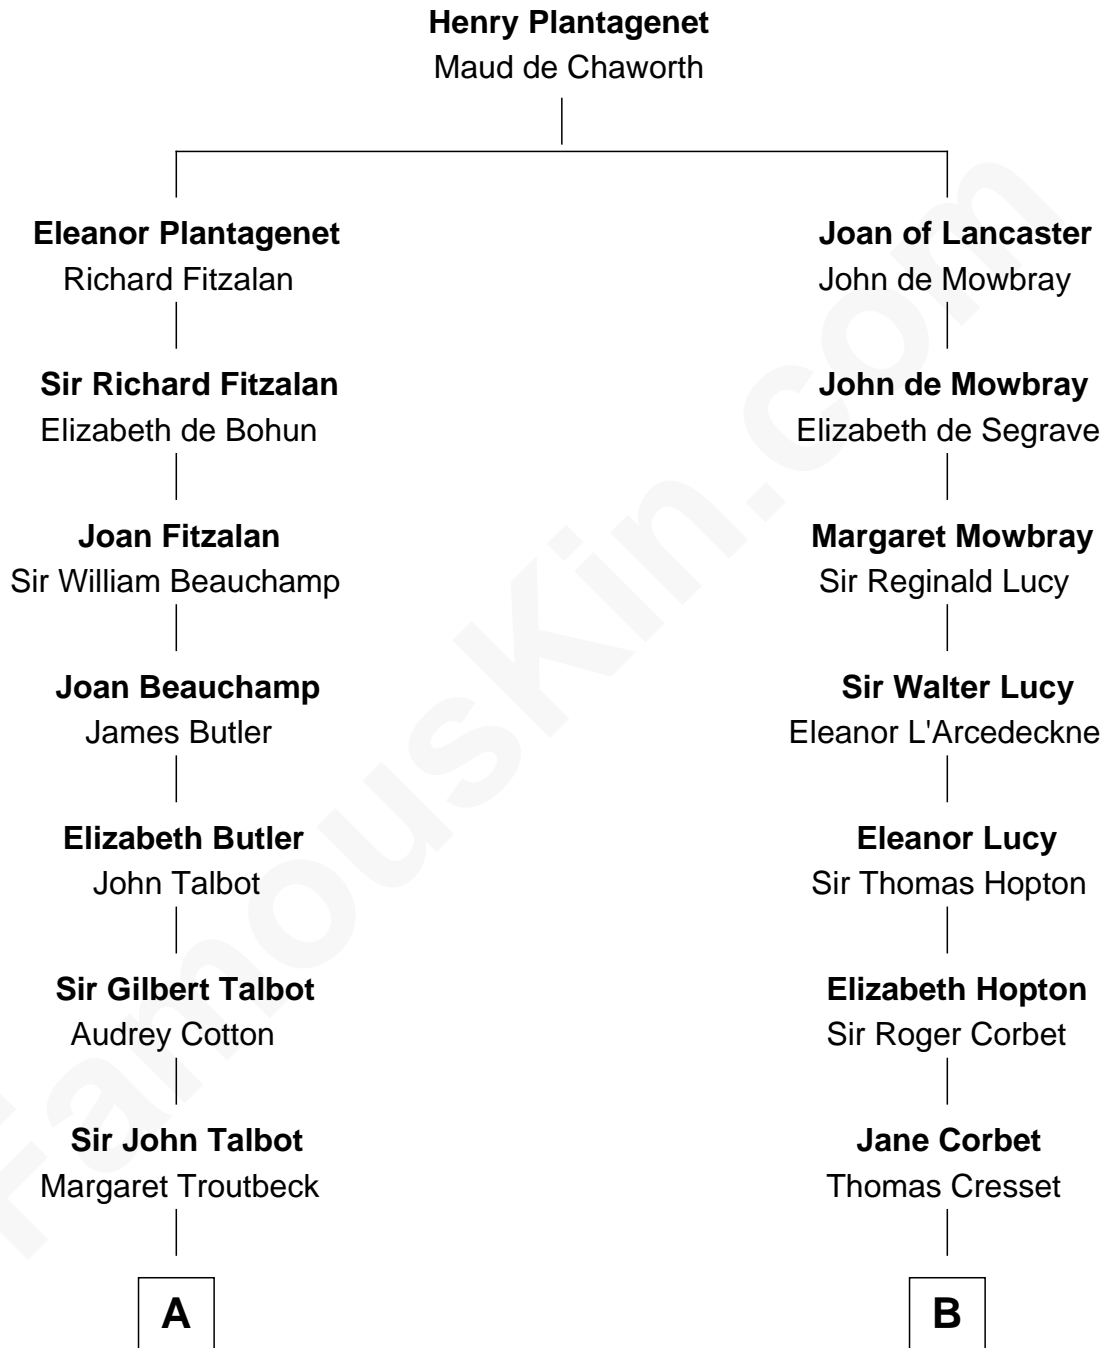 Henry Plantagenet
Maud de Chaworth
Eleanor Plantagenet
Richard Fitzalan
Joan of Lancaster
John de Mowbray
Sir Richard Fitzalan
Elizabeth de Bohun
John de Mowbray
Elizabeth de Segrave
Joan Fitzalan
Sir William Beauchamp
Margaret Mowbray
Sir Reginald Lucy
Joan Beauchamp
James Butler
Sir Walter Lucy
Eleanor L'Arcedeckne
Elizabeth Butler
John Talbot
Eleanor Lucy
Sir Thomas Hopton
Sir Gilbert Talbot
Audrey Cotton
Elizabeth Hopton
Sir Roger Corbet
Sir John Talbot
Margaret Troutbeck
Jane Corbet
Thomas Cresset
A
B
FamousKin.com